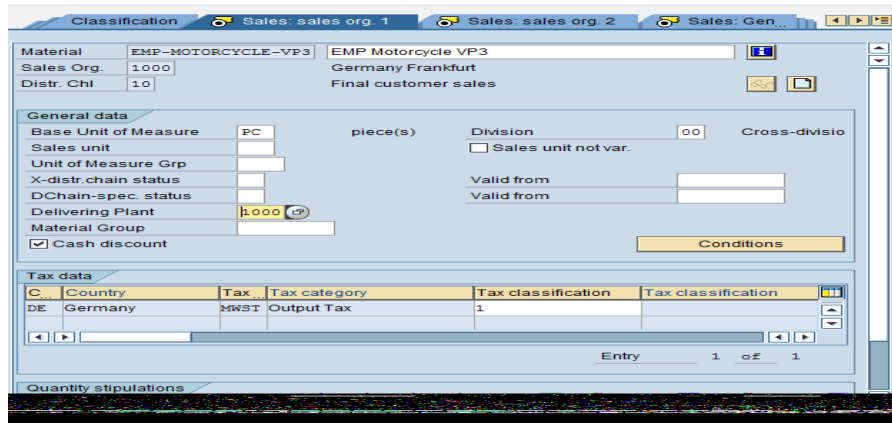 Classification Sales: sales org. 1 Sales: sales org. 2 Sales: Gen...
Material EMP-MOTORCYCLE-VP3 EMP Motorcycle VP3
Sales Org. 1000 Germany Frankfurt
Distr. Chl 10 Final customer sales
General data
Base Unit of Measure PC piece(s) Division 00 Cross-divisio
Sales unit Sales unit not var.
Unit of Measure Grp
X-distr.chain status Valid from
DChain-spec. status Valid from
Delivering Plant 1000
Material Group
Cash discount Conditions
Tax data
C... Country Tax ... Tax category Tax classification Tax classification
DE Germany MWST Output Tax 1
Entry 1 of 1
Quantity stipulations